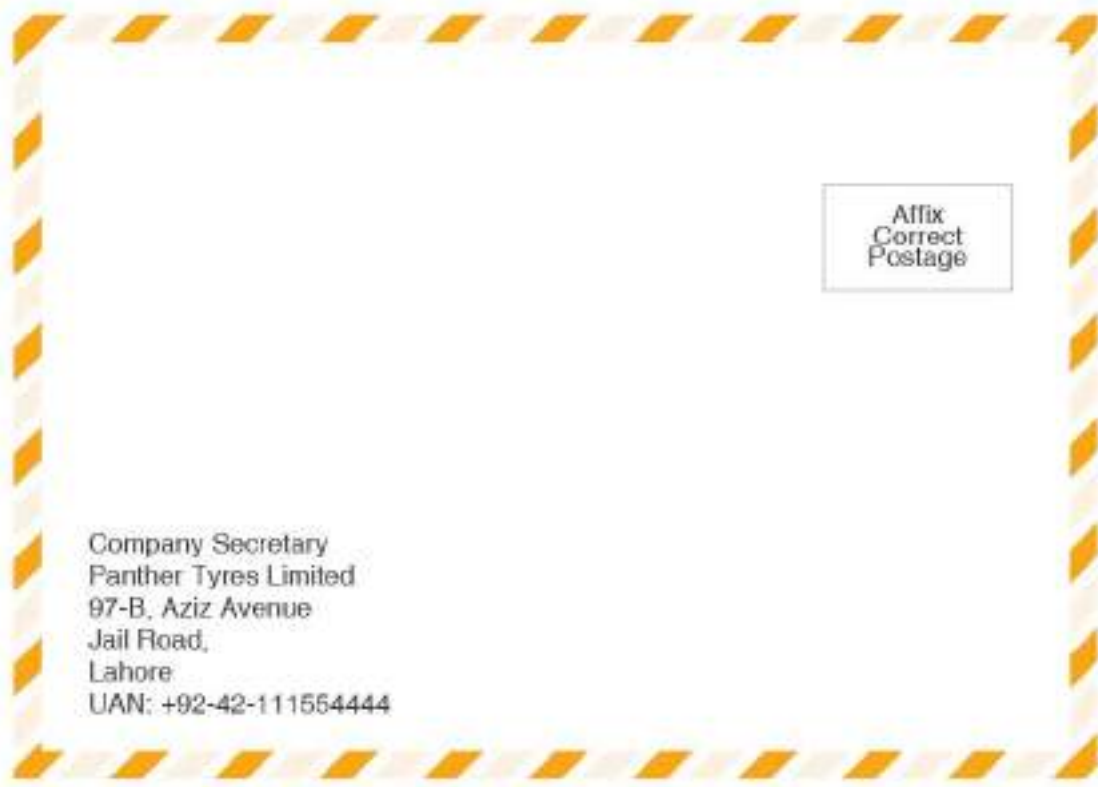 Affix
Correct
Postage
Company Secretary
Panther Tyres Limited
97-B, Aziz Avenue
Jail Road,
Lahore
UAN: +92-42-111554444